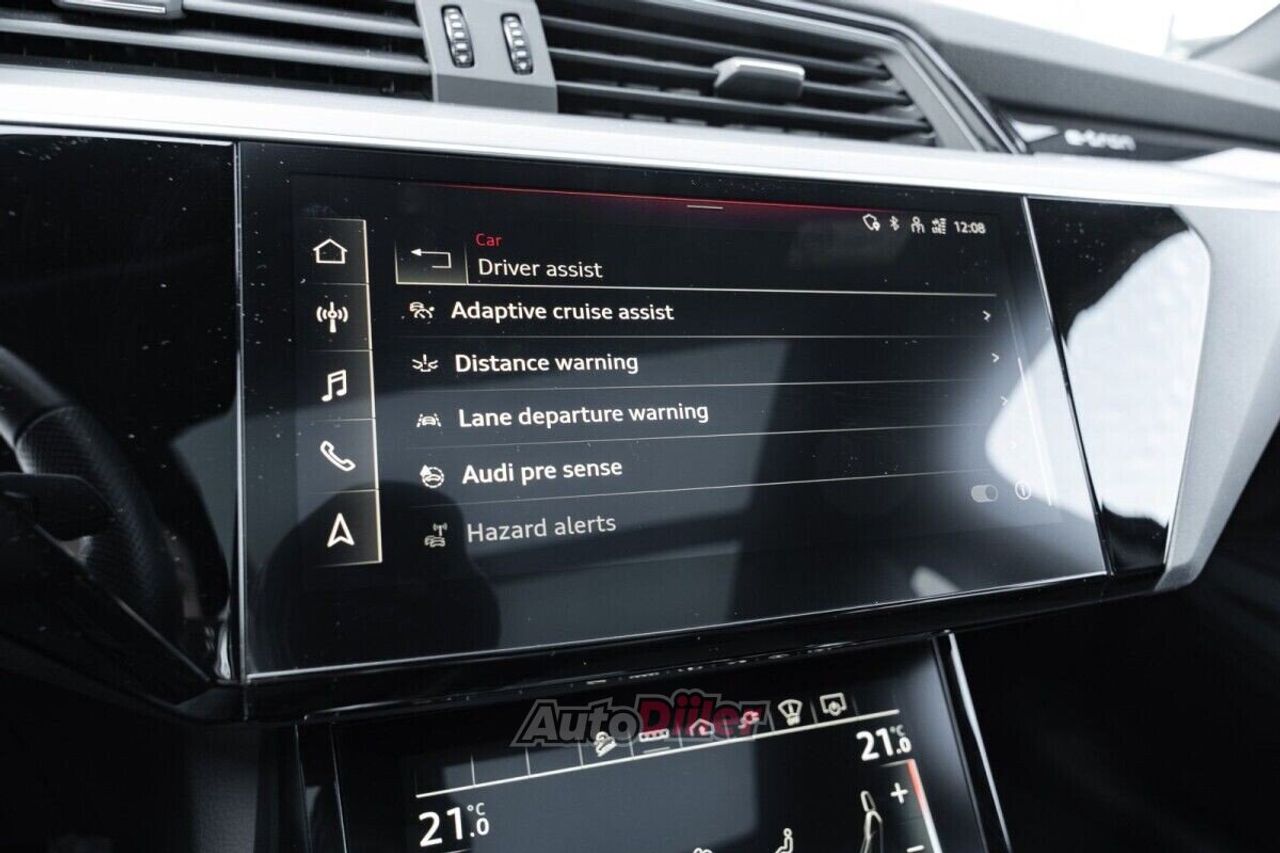 e-tron
12:08
Car
Driver assist
Adaptive cruise assist
Distance warning
Lane departure warning
Audi pre sense
Hazard alerts
AutoDiiler
21.0 °C
21.0 °C